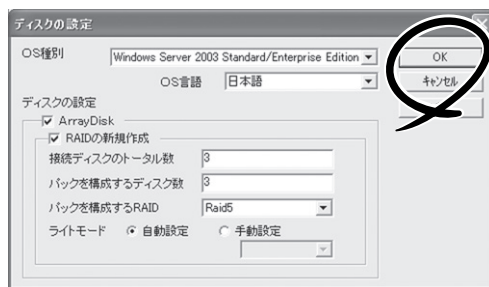 ディスクの設定
OS種別 Windows Server 2003 Standard/Enterprise Edition OK
OS言語 日本語 キャンセル
ディスクの設定
ArrayDisk
RAIDの新規作成
接続ディスクのトータル数 3
パックを構成するディスク数 3
パックを構成するRAID Raid5
ライトモード 自動設定 手動設定